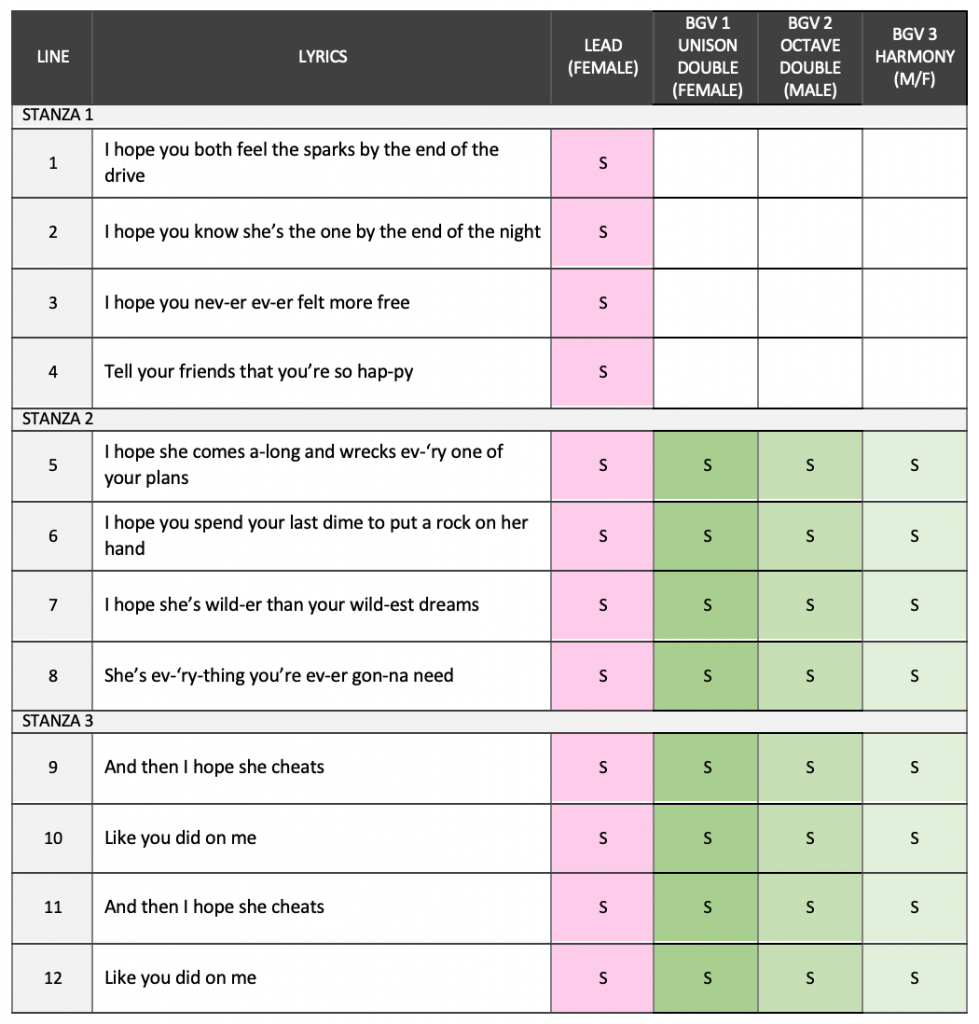 LINE
LYRICS
LEAD
(FEMALE)
BGV 1
UNISON
DOUBLE
(FEMALE)
BGV 2
OCTAVE
DOUBLE
(MALE)
BGV 3
HARMONY
(M/F)
STANZA 1
1
I hope you both feel the sparks by the end of the
drive
S
2
I hope you know she’s the one by the end of the night
S
3
I hope you nev-er ev-er felt more free
S
4
Tell your friends that you’re so hap-py
S
STANZA 2
5
I hope she comes a-long and wrecks ev-‘ry one of
your plans
S S S S
6
I hope you spend your last dime to put a rock on her
hand
S S S S
7
I hope she’s wild-er than your wild-est dreams
S S S S
8
She’s ev-‘ry-thing you’re ev-er gon-na need
S S S S
STANZA 3
9
And then I hope she cheats
S S S S
10
Like you did on me
S S S S
11
And then I hope she cheats
S S S S
12
Like you did on me
S S S S